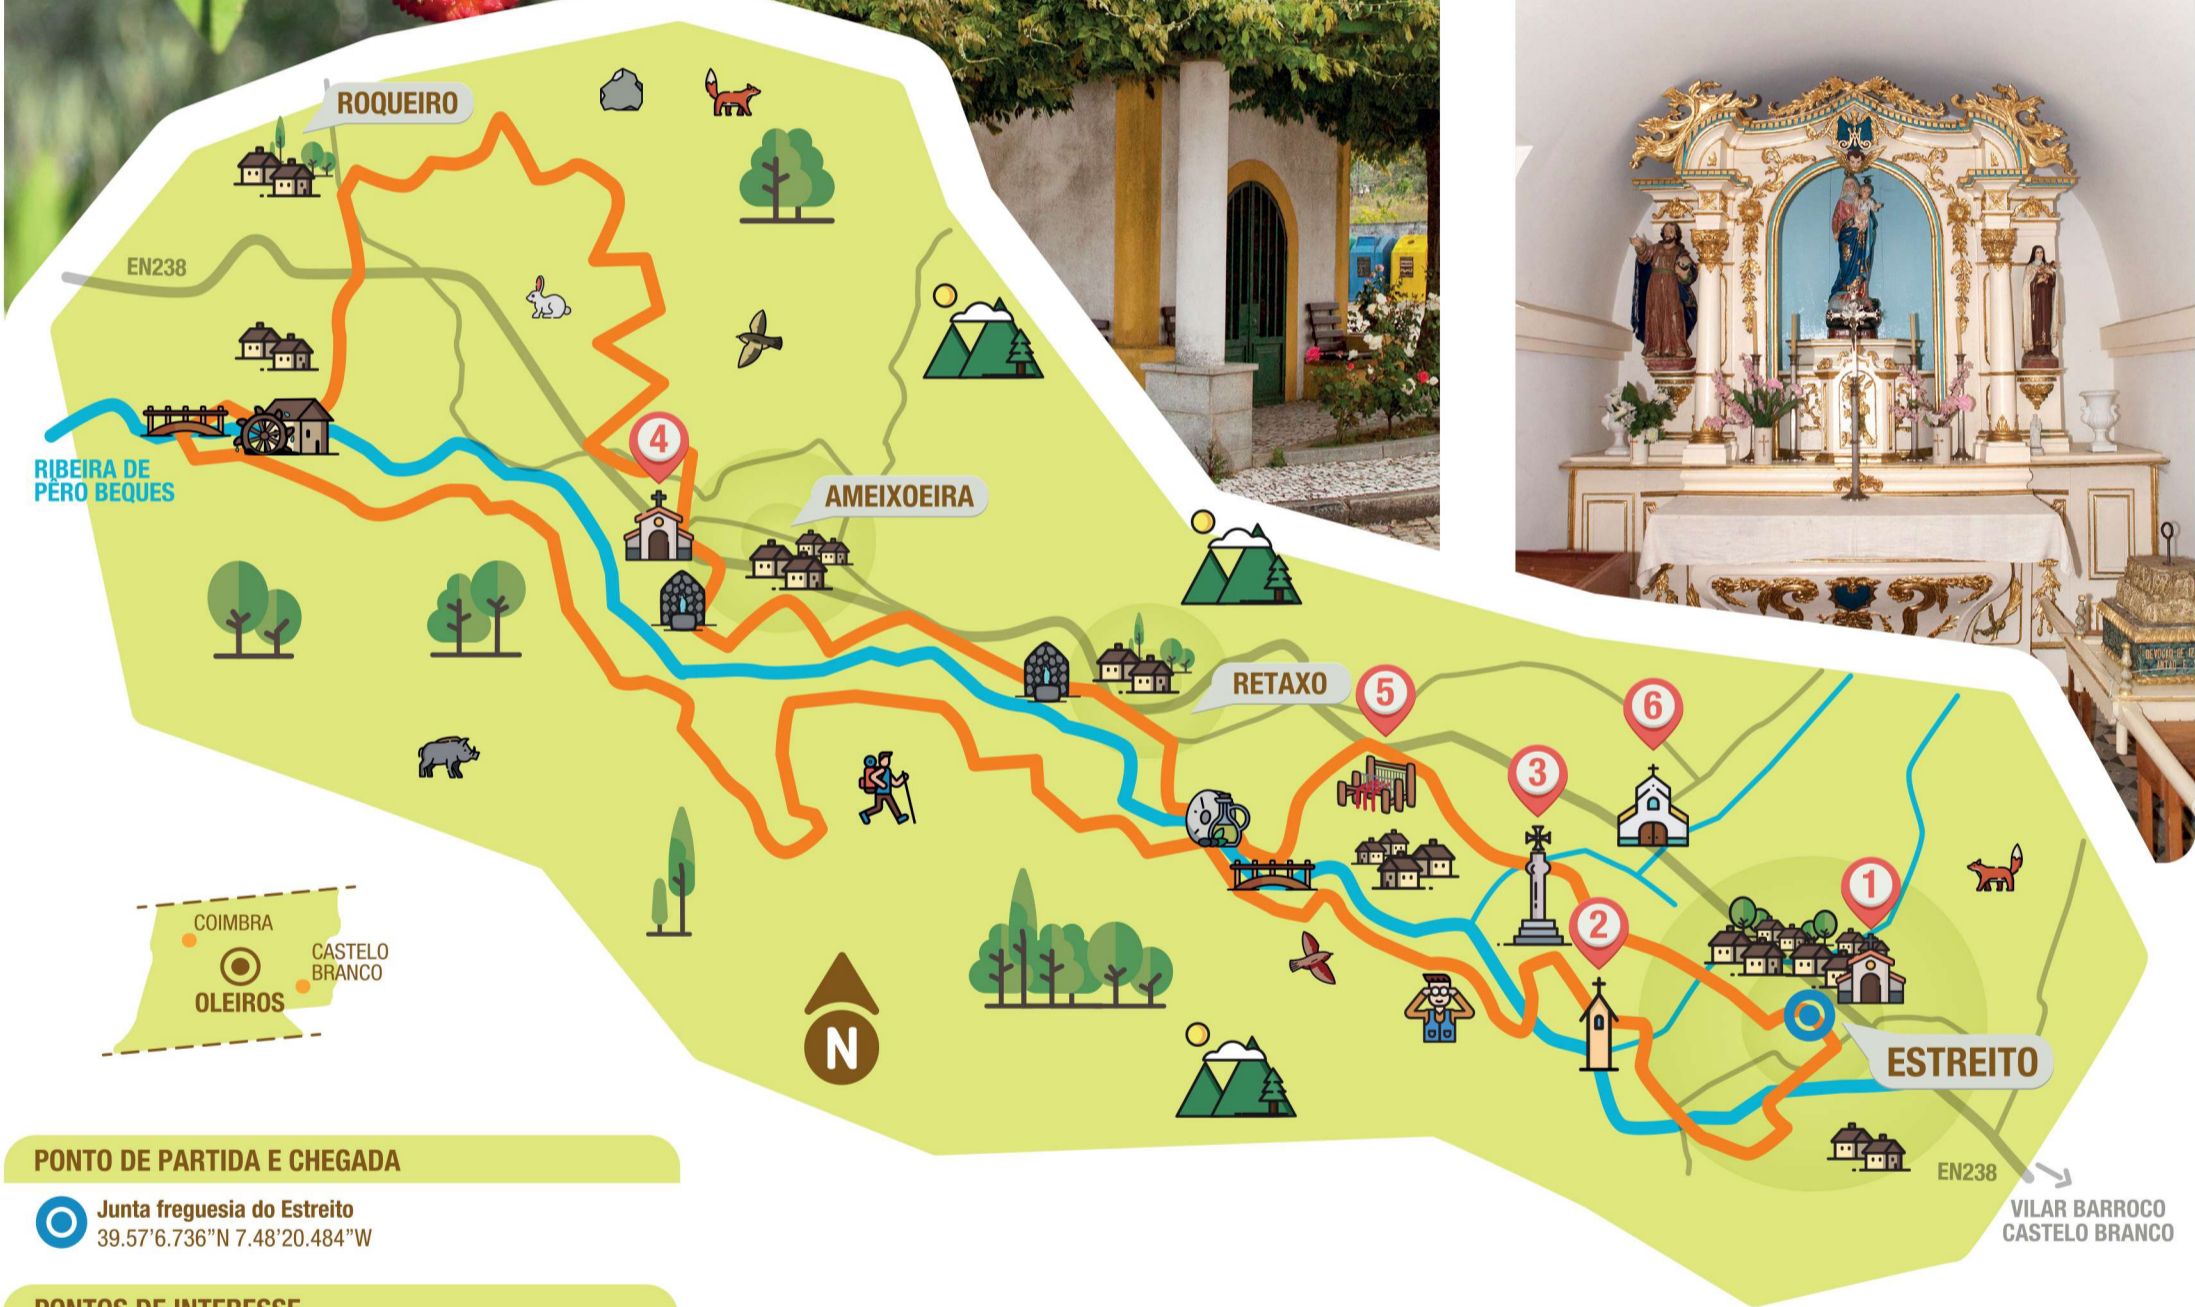 ROQUEIRO
EN238
4
RIBEIRA DE
PÊRO BEQUES
AMEIXOEIRA
RETAXO
5
6
3
1
2
COIMBRA
CASTELO
BRANCO
OLEIROS
N
ESTREITO
EN238
VILAR BARROCO
CASTELO BRANCO
PONTO DE PARTIDA E CHEGADA
Junta freguesia do Estreito
39.57'6.736”N 7.48'20.484”W
PONTOS DE INTERESSE